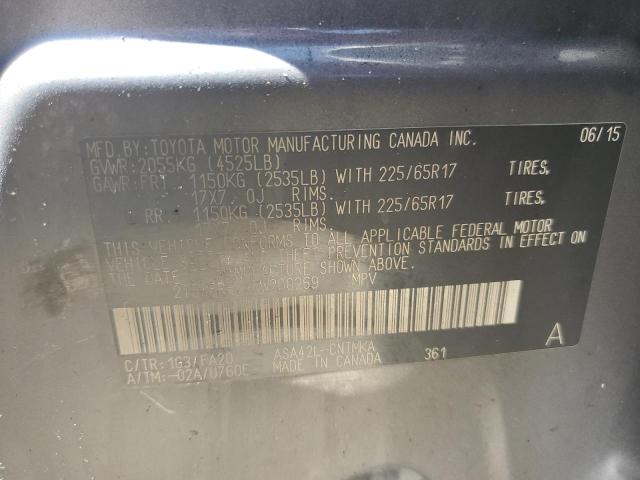 MFD BY:TOYOTA MOTOR MANUFACTURING CANADA INC. 06/15
GVWR:2055KG (4525LB)
GAWR:FRT 1150KG (2535LB) WITH 225/65R17 TIRES,
17X7.0J RIMS.
RR 1150KG (2535LB) WITH 225/65R17 TIRES,
RIMS.
THIS VEHICLE CONFORMS TO ALL APPLICABLE FEDERAL MOTOR
VEHICLE THEFT PREVENTION STANDARDS IN EFFECT ON
THE DATE OF MANUFACTURE SHOWN ABOVE.
MPV
A
C/TR:1G3/FA20 ASA42L-CNTMKA
A/TM:-02A/U760E MADE IN CANADA 361